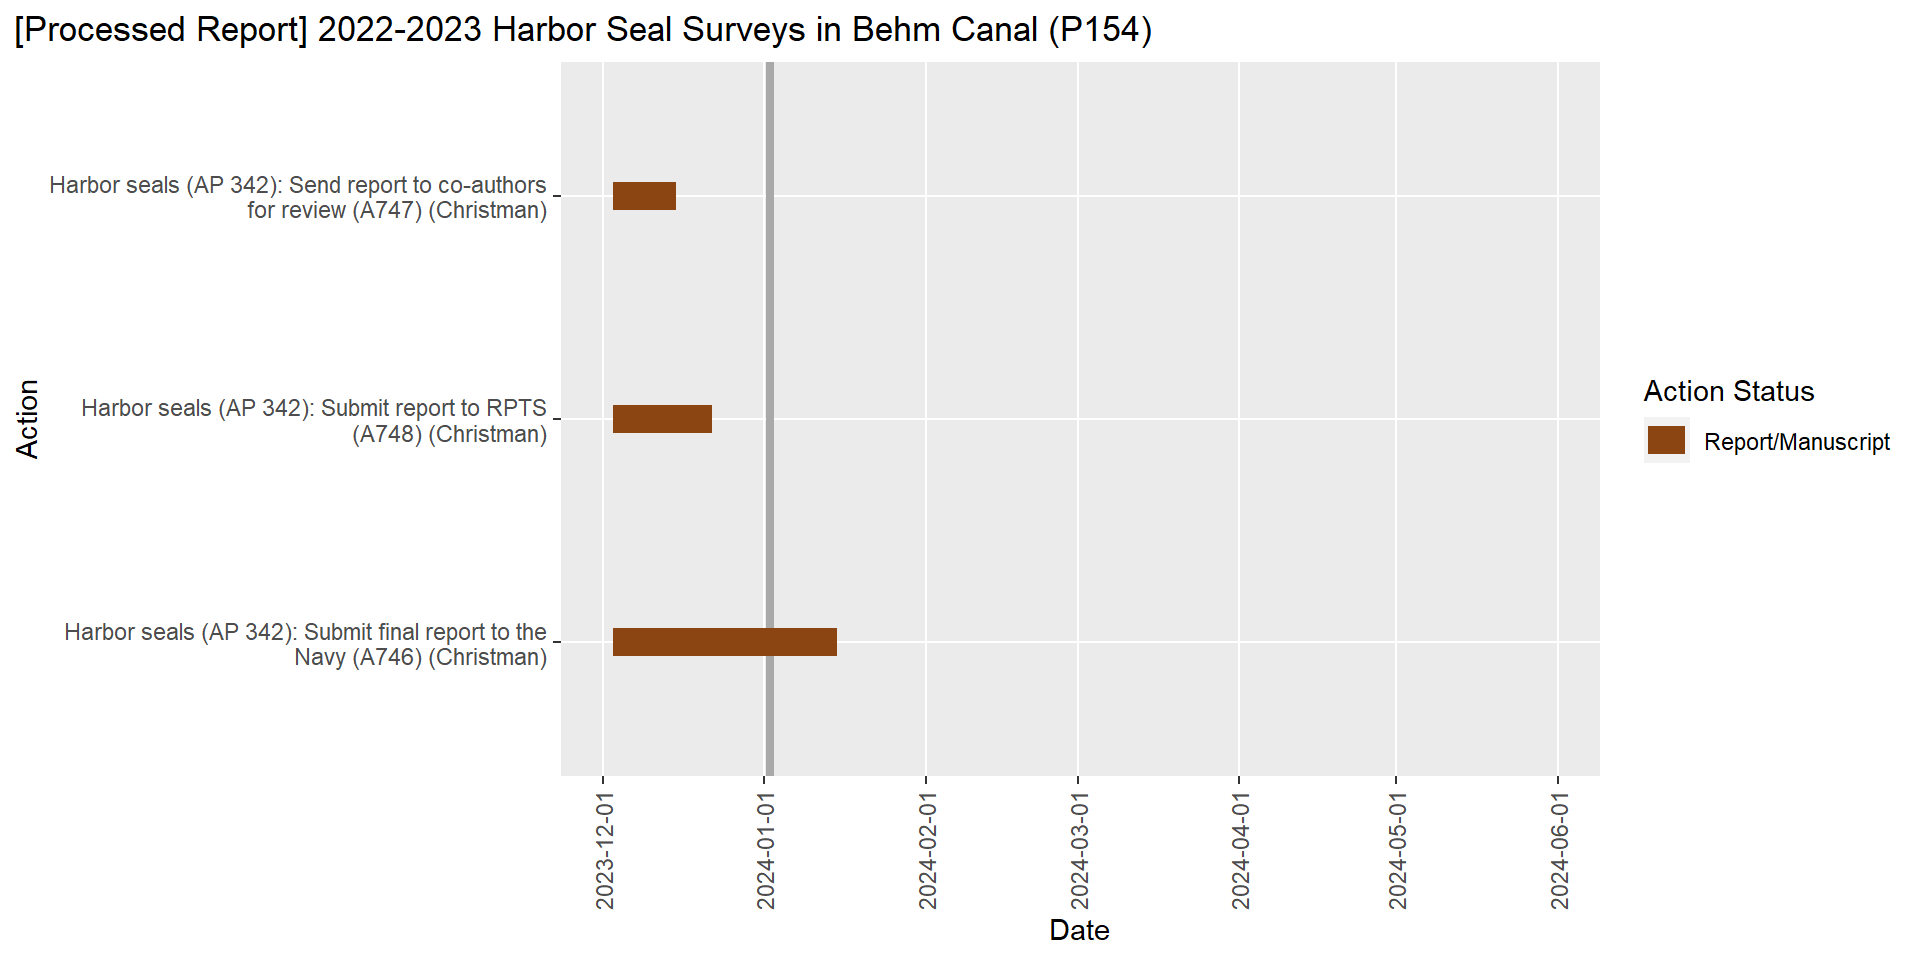 [Processed Report] 2022-2023 Harbor Seal Surveys in Behm Canal (P154)
Action
Harbor seals (AP 342): Send report to co-authors
for review (A747) (Christman)
Harbor seals (AP 342): Submit report to RPTS
(A748) (Christman)
Harbor seals (AP 342): Submit final report to the
Navy (A746) (Christman)
2023-12-01
2024-01-01
2024-02-01
2024-03-01
2024-04-01
2024-05-01
2024-06-01
Date
Action Status
Report/Manuscript